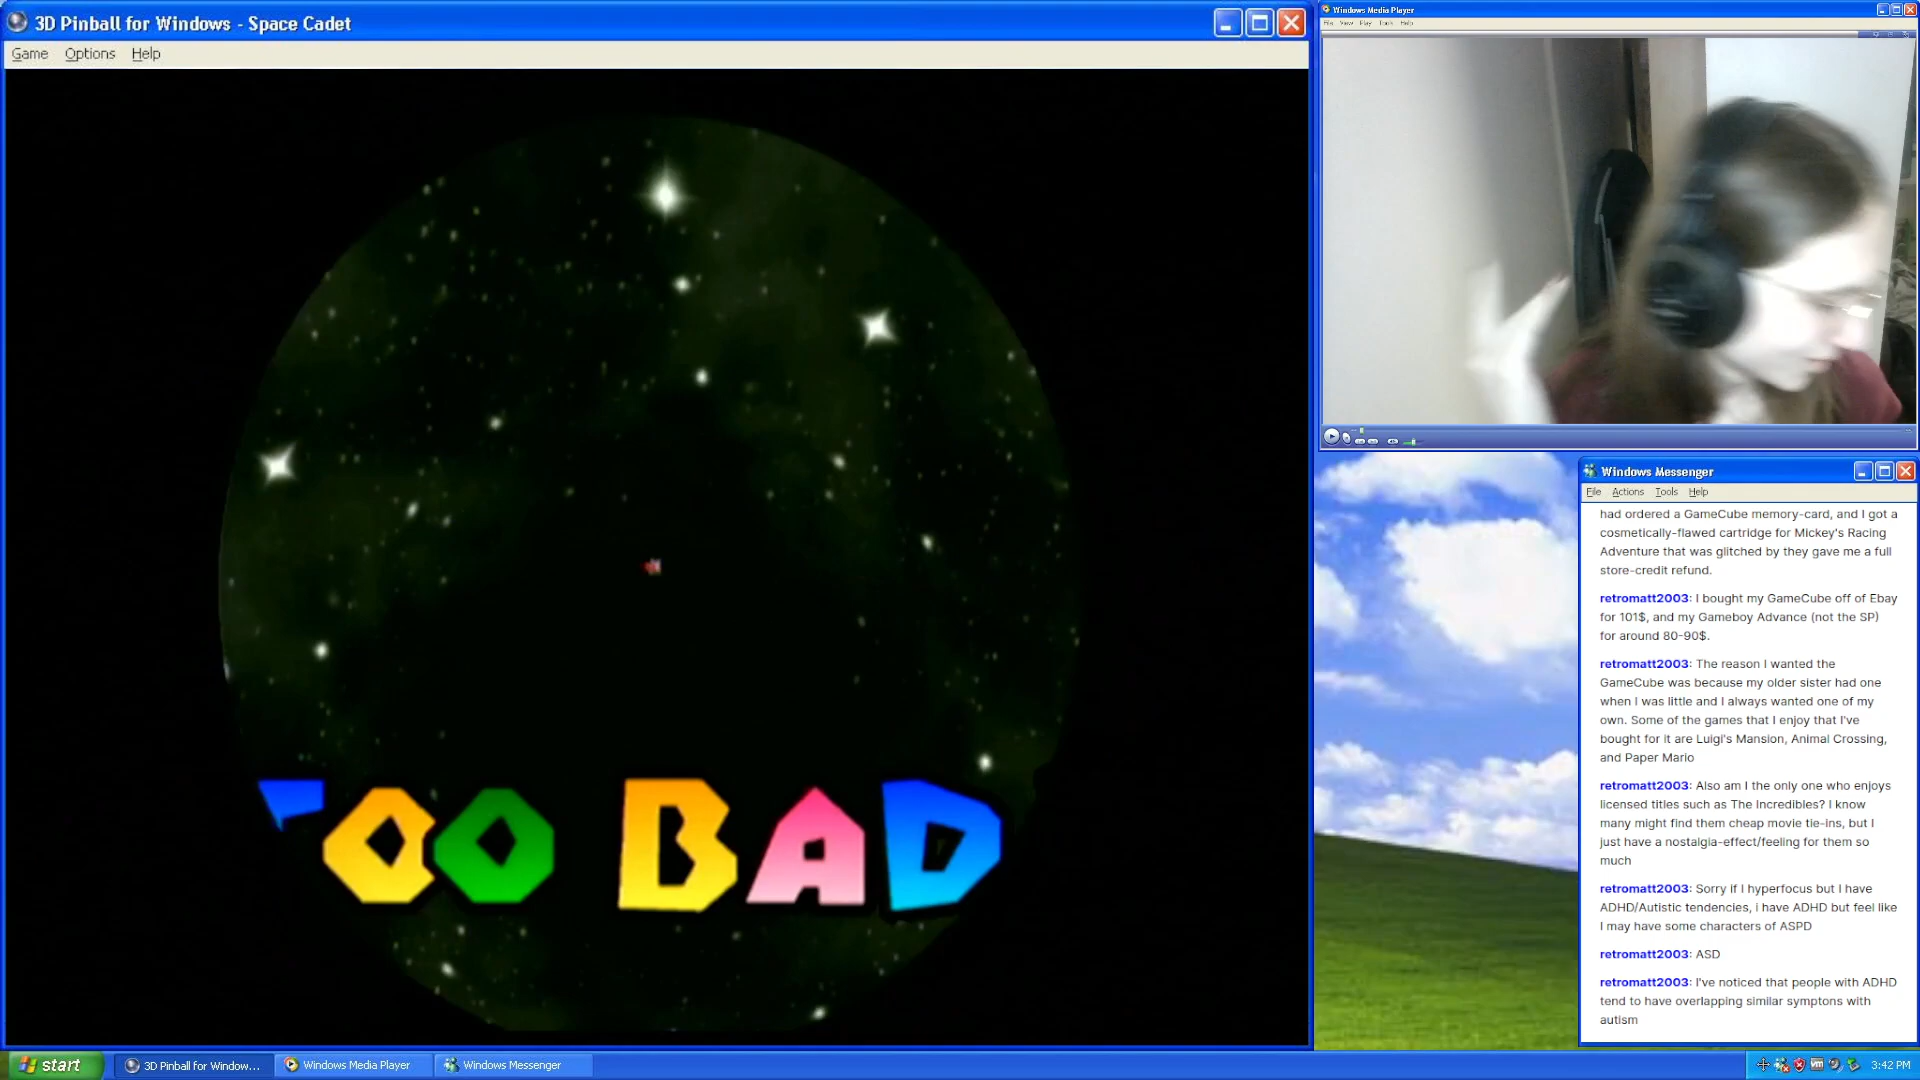 3D Pinball for Windows - Space Cadet
Game Options Help
TOO BAD
Windows Media Player
File View Play Tools Help
Windows Messenger
File Actions Tools Help
had ordered a GameCube memory-card, and I got a
cosmetically-flawed cartridge for Mickey's Racing
Adventure that was glitched by they gave me a full
store-credit refund.
retromatt2003: I bought my GameCube off of Ebay
for 101$, and my Gameboy Advance (not the SP)
for around 80-90$.
retromatt2003: The reason I wanted the
GameCube was because my older sister had one
when I was little and I always wanted one of my
own. Some of the games that I enjoy that I've
bought for it are Luigi's Mansion, Animal Crossing,
and Paper Mario
retromatt2003: Also am I the only one who enjoys
licensed titles such as The Incredibles? I know
many might find them cheap movie tie-ins, but I
just have a nostalgia-effect/feeling for them so
much
retromatt2003: Sorry if I hyperfocus but I have
ADHD/Autistic tendencies, i have ADHD but feel like
I may have some characters of ASPD
retromatt2003: ASD
retromatt2003: I've noticed that people with ADHD
tend to have overlapping similar symptons with
autism
start
3D Pinball for Window...
Windows Media Player
Windows Messenger
3:42 PM